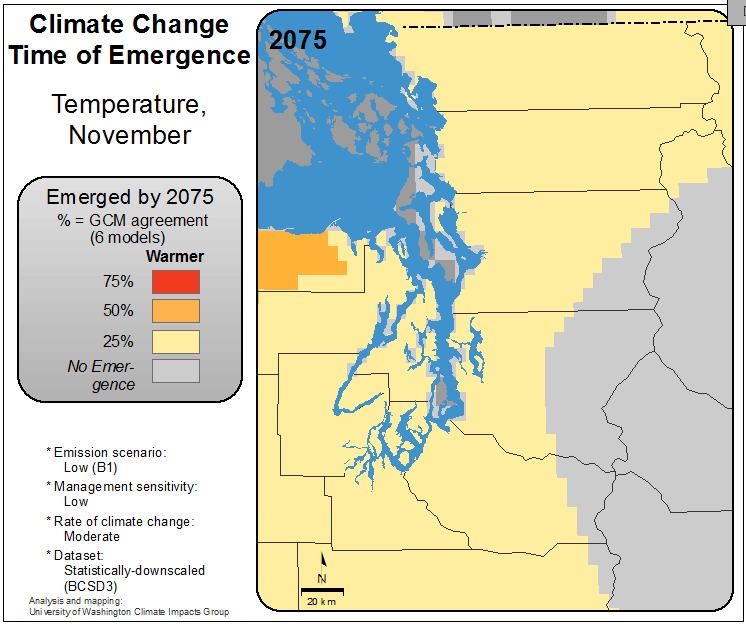 Climate Change
Time of Emergence
Temperature,
November
Emerged by 2075
% = GCM agreement
(6 models)
Warmer
75%
50%
25%
No Emer-
gence
* Emission scenario:
Low (B1)
* Management sensitivity:
Low
* Rate of climate change:
Moderate
* Dataset:
Statistically-downscaled
(BCSD3)
Analysis and mapping:
University of Washington Climate Impacts Group
2075
N
20 km